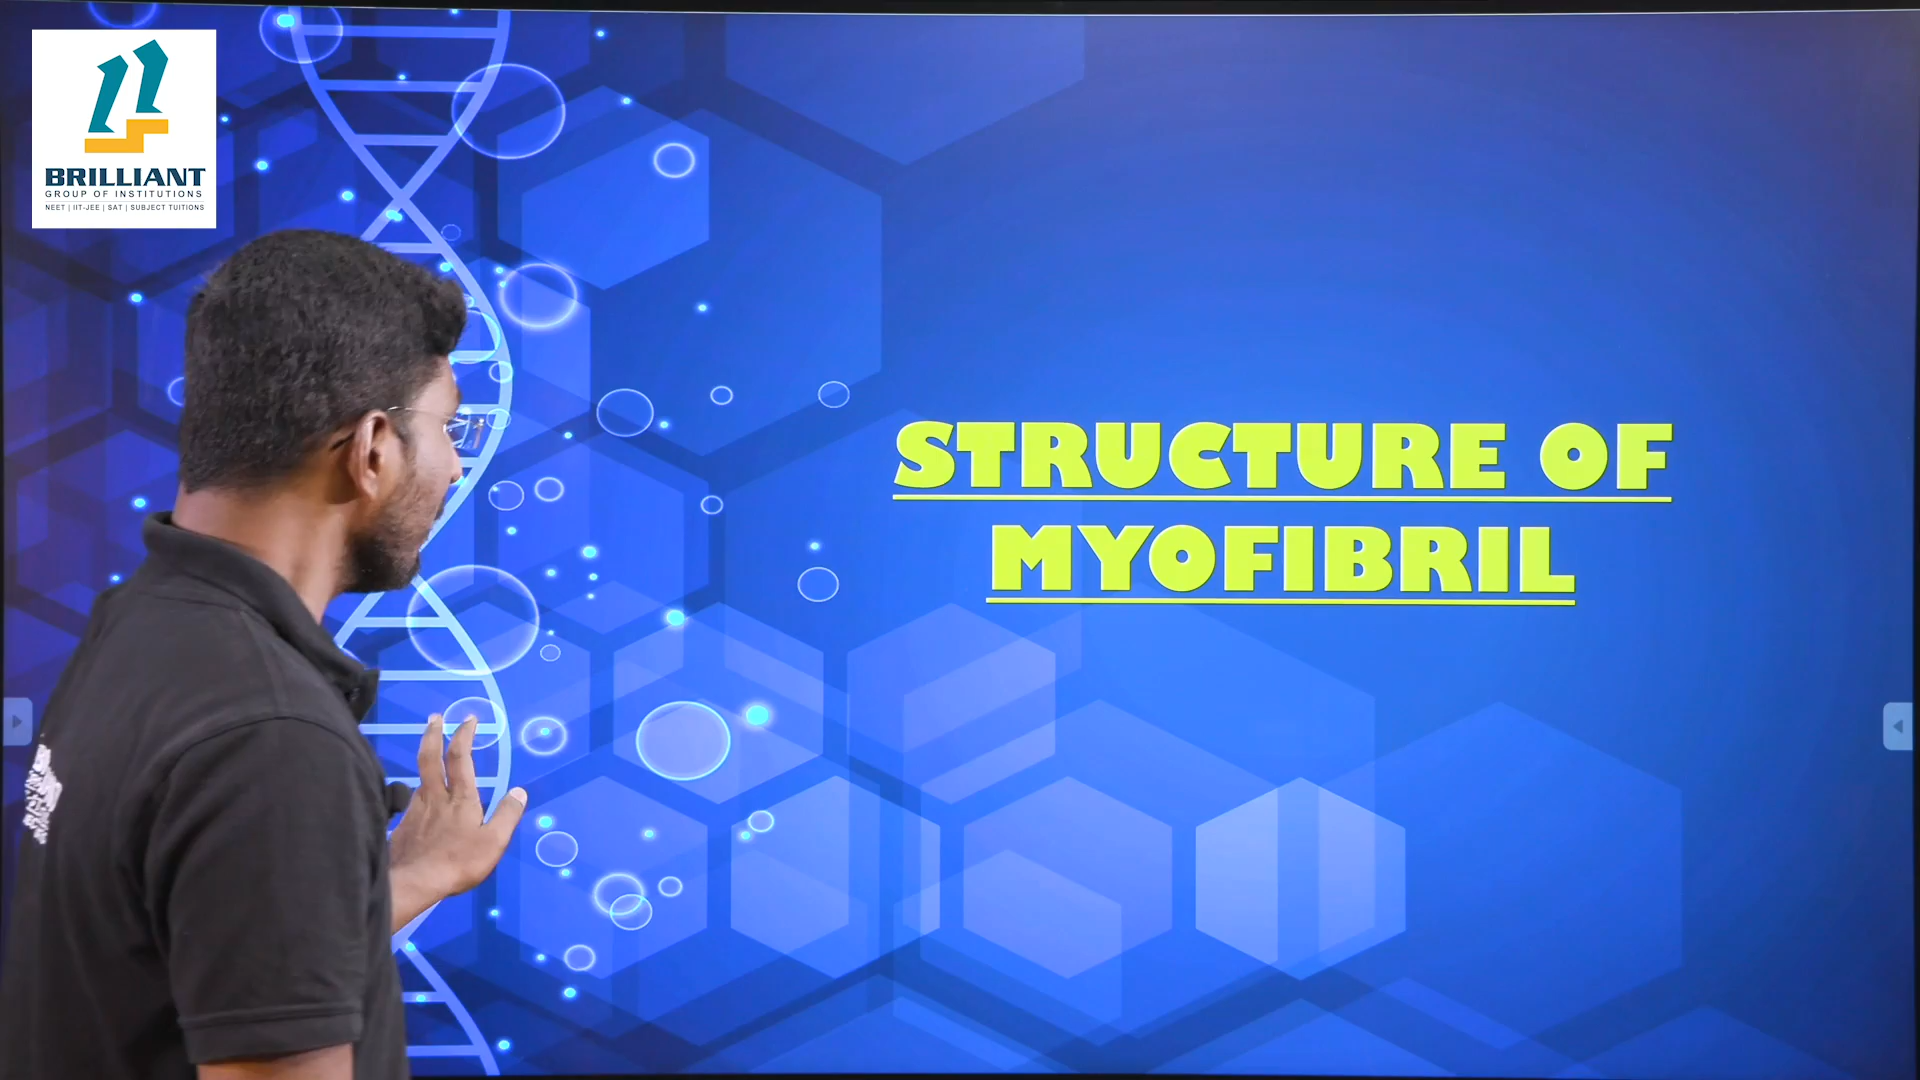 BRILLIANT
GROUP OF INSTITUTIONS
NEET | IIT-JEE | SAT | SUBJECT TUITIONS
STRUCTURE OF
MYOFIBRIL